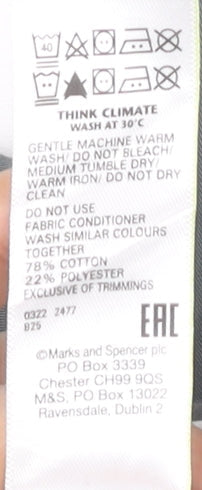 40
THINK CLIMATE
WASH AT 30°C
GENTLE MACHINE WARM
WASH/ DO NOT BLEACH/
MEDIUM TUMBLE DRY/
WARM IRON/ DO NOT DRY
CLEAN
DO NOT USE
FABRIC CONDITIONER
WASH SIMILAR COLOURS
TOGETHER
78% COTTON
22% POLYESTER
EXCLUSIVE OF TRIMMINGS
0322 2477
825
EAC
©Marks and Spencer plc
PO Box 3339
Chester CH99 9QS
M&S, PO Box 13022
Ravensdale, Dublin 2